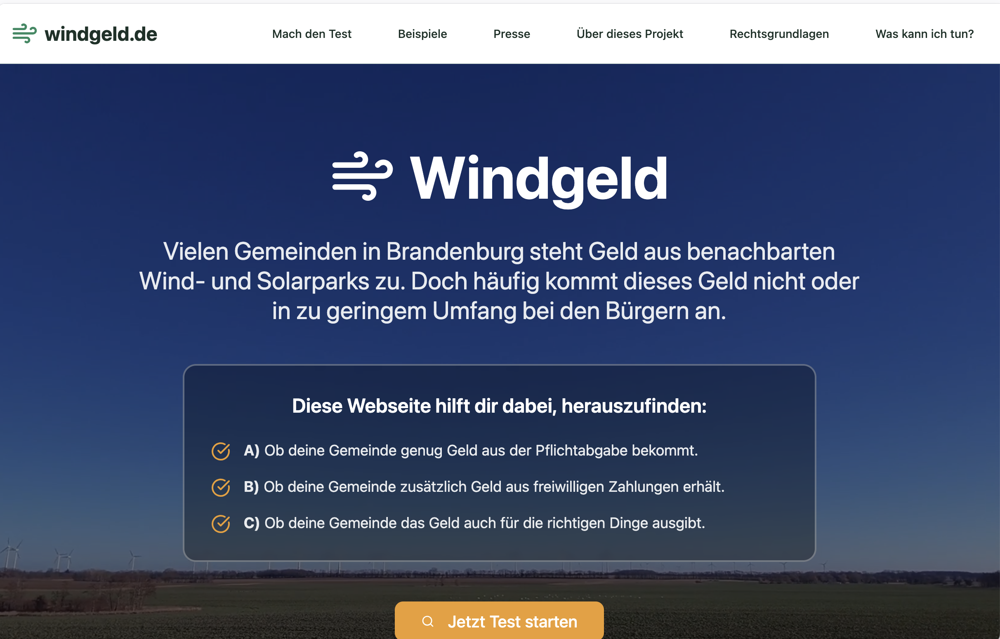 windgeld.de
Mach den Test
Beispiele
Presse
Über dieses Projekt
Rechtsgrundlagen
Was kann ich tun?
Windgeld
Vielen Gemeinden in Brandenburg steht Geld aus benachbarten
Wind- und Solarparks zu. Doch häufig kommt dieses Geld nicht oder
in zu geringem Umfang bei den Bürgern an.
Diese Webseite hilft dir dabei, herauszufinden:
A) Ob deine Gemeinde genug Geld aus der Pflichtabgabe bekommt.
B) Ob deine Gemeinde zusätzlich Geld aus freiwilligen Zahlungen erhält.
C) Ob deine Gemeinde das Geld auch für die richtigen Dinge ausgibt.
Jetzt Test starten